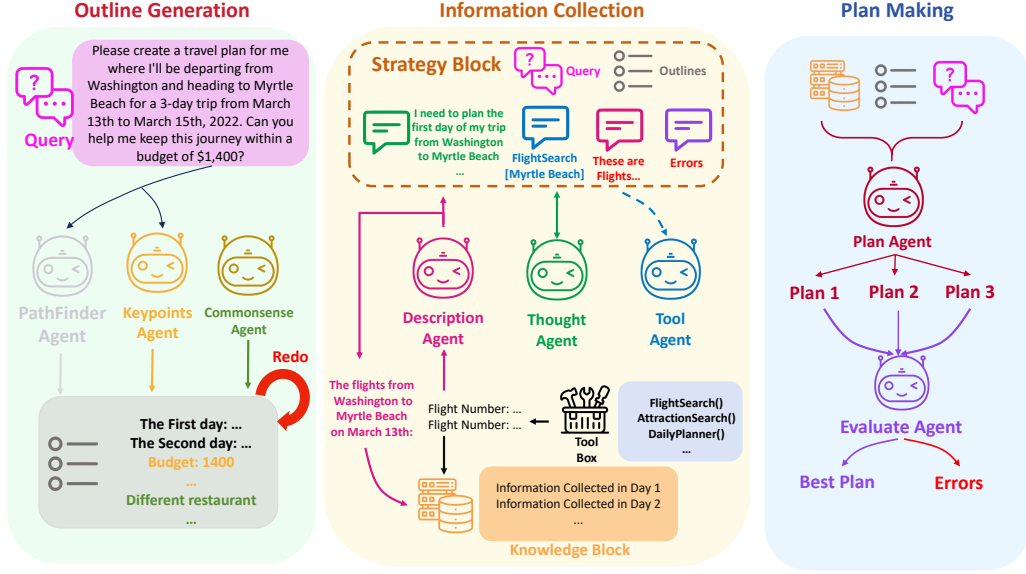 Outline Generation
Please create a travel plan for me
where I'll be departing from
Washington and heading to Myrtle
Beach for a 3-day trip from March
13th to March 15th, 2022. Can you
help me keep this journey within a
budget of $1,400?
?
Query
PathFinder
Agent
Keypoints
Agent
Commonsense
Agent
Redo
The First day: ...
The Second day: ...
Budget: 1400
...
Different restaurant
...
Information Collection
Strategy Block
?
Query
Outlines
I need to plan the
first day of my trip
from Washington
to Myrtle Beach
...
FlightSearch
[Myrtle Beach]
These are
Flights...
Errors
Description
Agent
Thought
Agent
Tool
Agent
The flights from
Washington to
Myrtle Beach
on March 13th:
Flight Number: ...
Flight Number: ...
Tool
Box
FlightSearch()
AttractionSearch()
DailyPlanner()
...
Information Collected in Day 1
Information Collected in Day 2
...
Knowledge Block
Plan Making
?
Plan Agent
Plan 1
Plan 2
Plan 3
Evaluate Agent
Best Plan
Errors